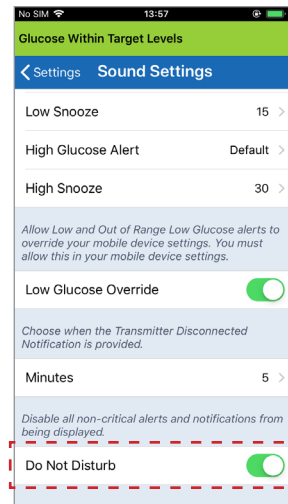 No SIM 13:57
Glucose Within Target Levels
Settings Sound Settings
Low Snooze 15
High Glucose Alert Default
High Snooze 30
Allow Low and Out of Range Low Glucose alerts to
override your mobile device settings. You must
allow this in your mobile device settings.
Low Glucose Override
Choose when the Transmitter Disconnected
Notification is provided.
Minutes 5
Disable all non-critical alerts and notifications from
being displayed.
Do Not Disturb